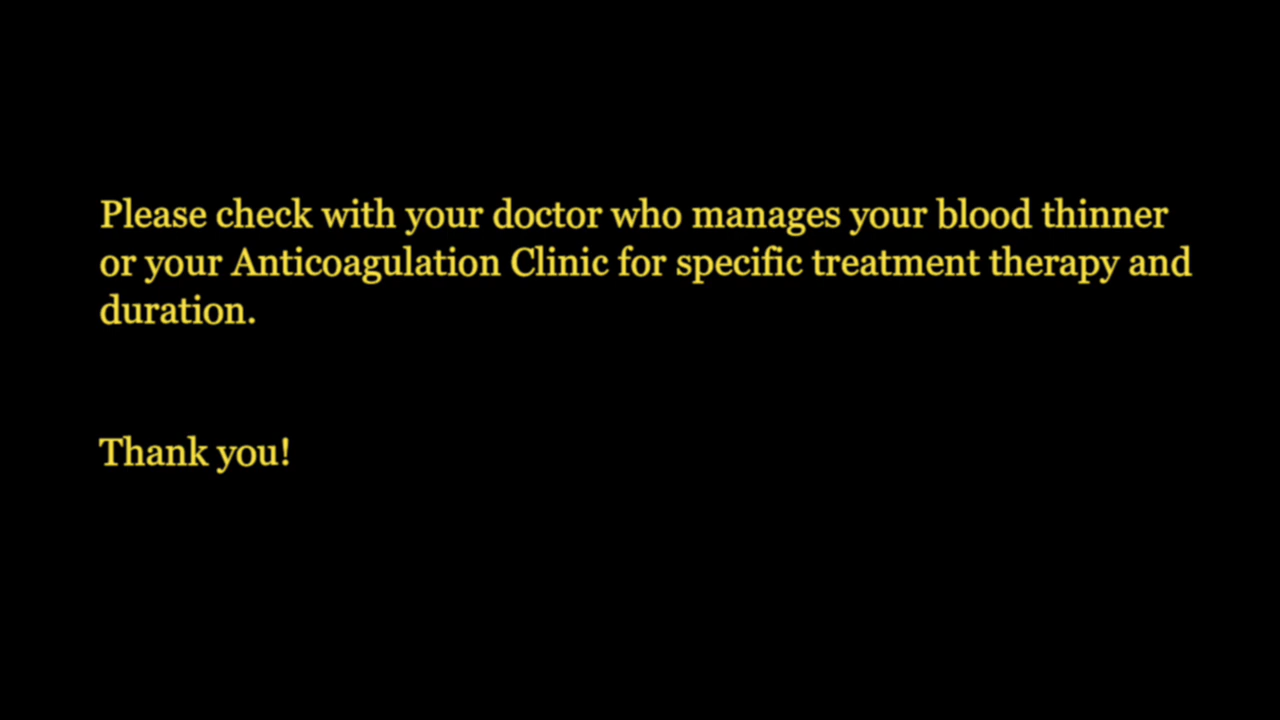 Please check with your doctor who manages your blood thinner
or your Anticoagulation Clinic for specific treatment therapy and
duration.
Thank you!